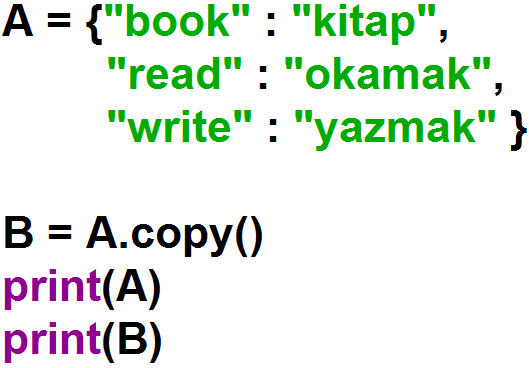 A = {"book" : "kitap",
"read" : "okamak",
"write" : "yazmak" }
B = A.copy()
print(A)
print(B)